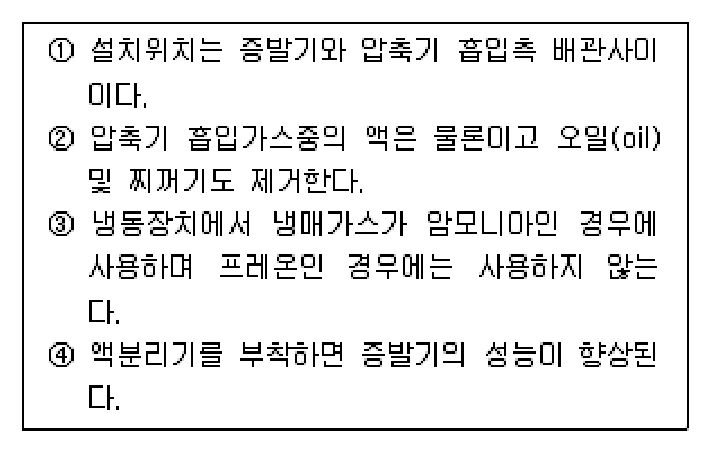 ① 설치위치는 증발기와 압축기 흡입측 배관사이
이다.
② 압축기 흡입가스중의 액은 물론이고 오일(oil)
및 찌꺼기도 제거한다.
③ 냉동장치에서 냉매가스가 암모니아인 경우에
사용하며 프레온인 경우에는 사용하지 않는
다.
④ 액분리기를 부착하면 증발기의 성능이 향상된
다.